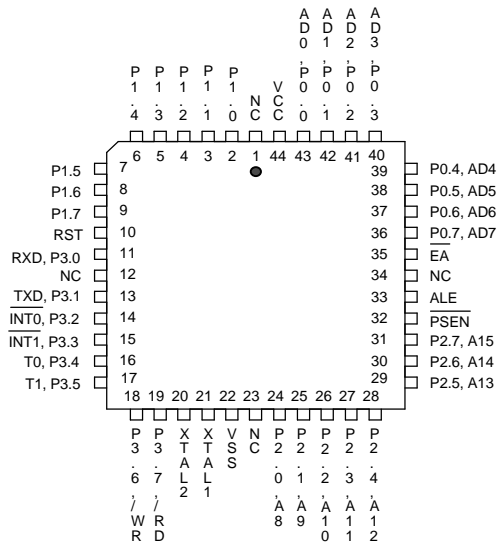 P1.4
P1.3
P1.2
P1.1
P1.0
NC
VCC
AD0,P0.0
AD1,P0.1
AD2,P0.2
AD3,P0.3
6
5
4
3
2
1
44
43
42
41
40
P1.5
7
39
P0.4, AD4
P1.6
8
38
P0.5, AD5
P1.7
9
37
P0.6, AD6
RST
10
36
P0.7, AD7
RXD, P3.0
11
35
EA
NC
12
34
NC
TXD, P3.1
13
33
ALE
INT0, P3.2
14
32
PSEN
INT1, P3.3
15
31
P2.7, A15
T0, P3.4
16
30
P2.6, A14
T1, P3.5
17
29
P2.5, A13
18
19
20
21
22
23
24
25
26
27
28
P3.6,/WR
P3.7,/RD
XTAL2
XTAL1
VSS
NC
P2.0,A8
P2.1,A9
P2.2,A10
P2.3,A11
P2.4,A12